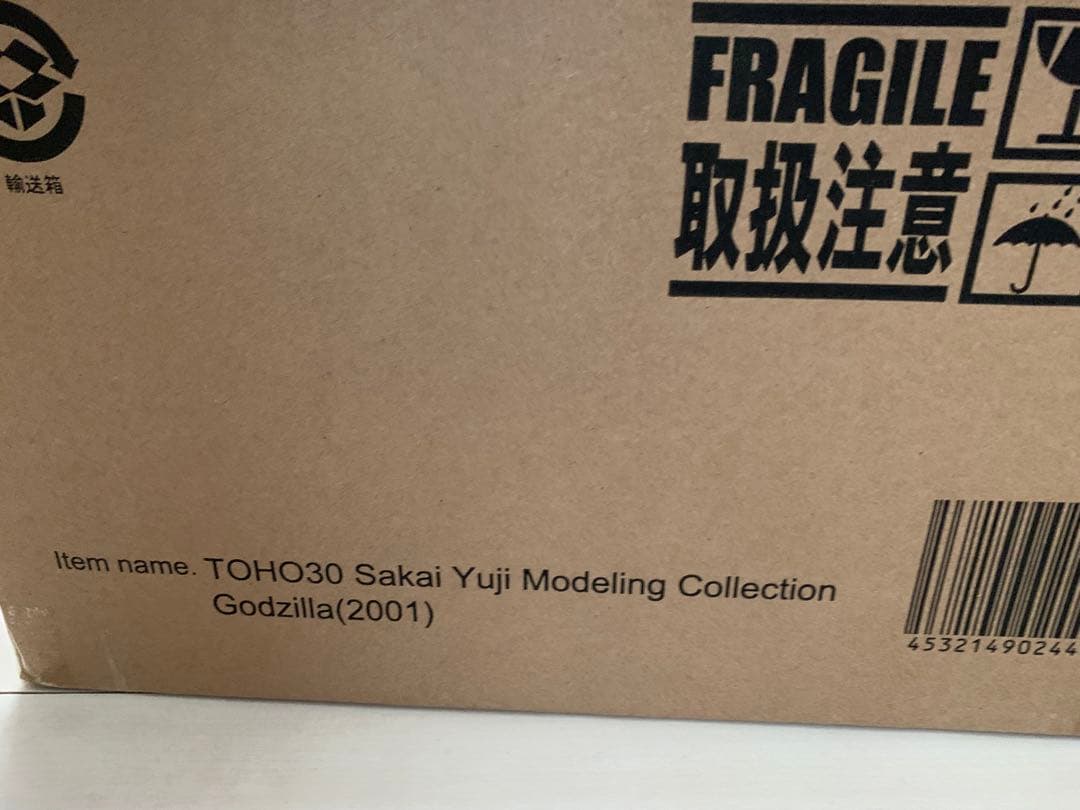 FRAGILE
取扱注意
輸送箱
Item name. TOHO30 Sakai Yuji Modeling Collection
Godzilla(2001)
45321490244